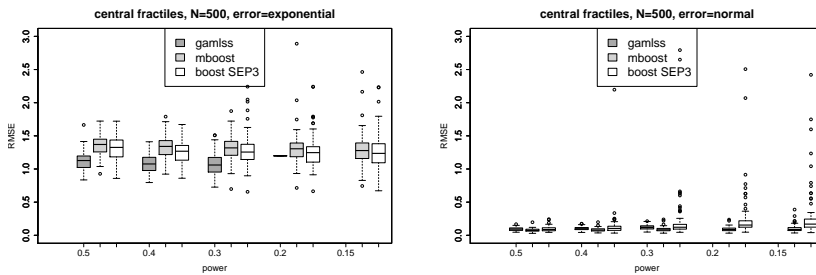 central fractiles, N=500, error=exponential
gamlss
mboost
boost SEP3
RMSE
3.0
2.5
2.0
1.5
1.0
0.5
0.0
0.5 0.4 0.3 0.2 0.15
power
central fractiles, N=500, error=normal
gamlss
mboost
boost SEP3
RMSE
3.0
2.5
2.0
1.5
1.0
0.5
0.0
0.5 0.4 0.3 0.2 0.15
power